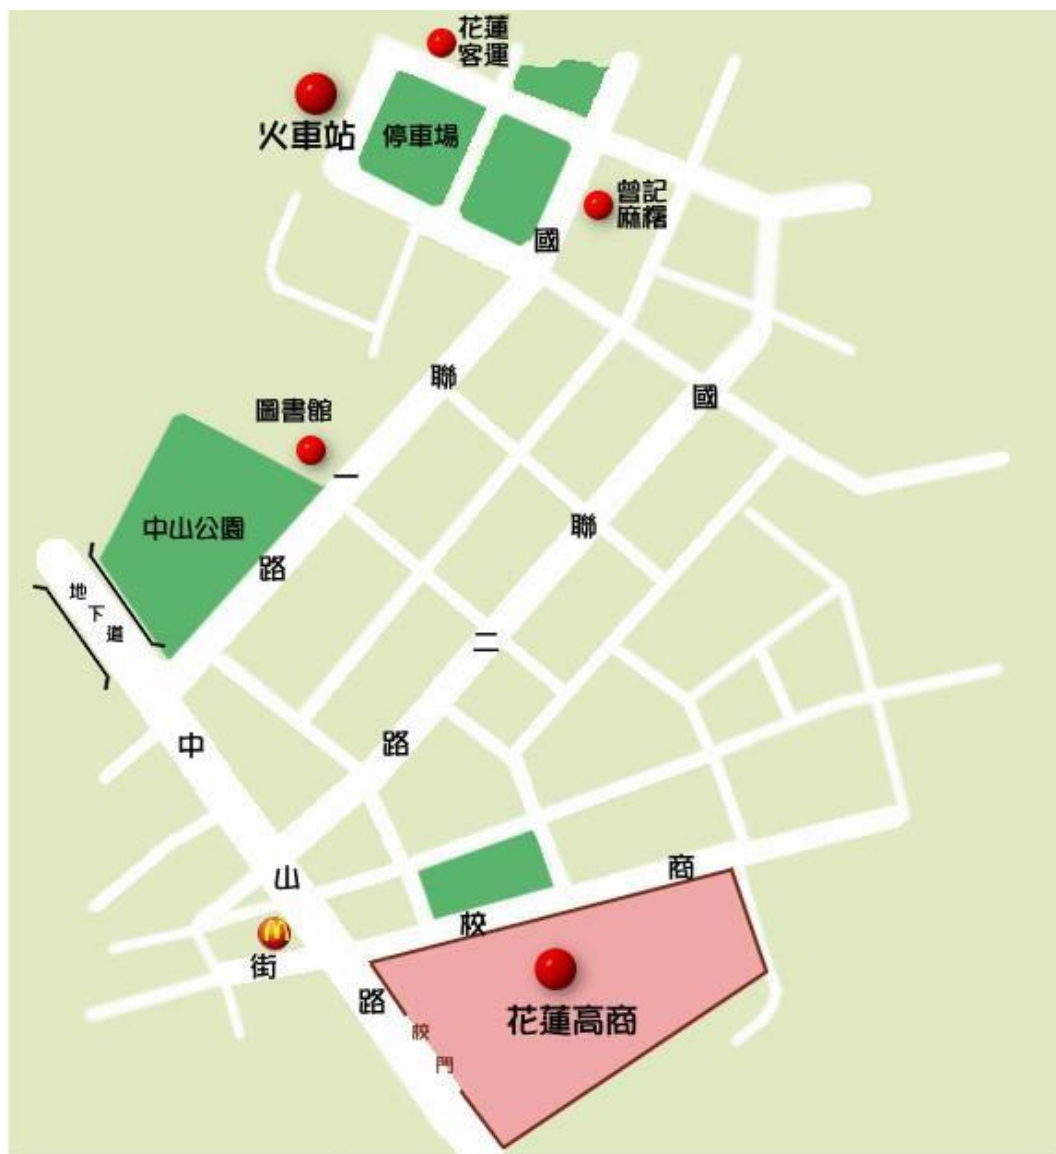 花蓮
客運
火車站
停車場
曾記
麻糬
國聯一路
國聯二路
圖書館
中山公園
地下道
中山路
商校街
M
花蓮高商
校門